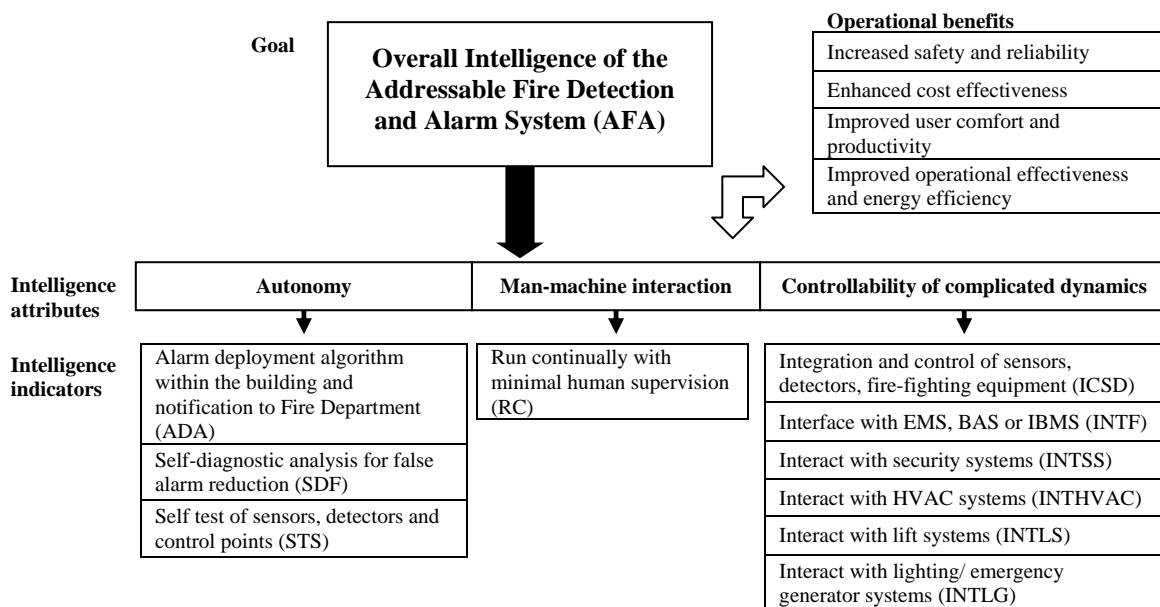 Operational benefits
Goal
Overall Intelligence of the
Addressable Fire Detection
and Alarm System (AFA)
Increased safety and reliability
Enhanced cost effectiveness
Improved user comfort and
productivity
Improved operational effectiveness
and energy efficiency
Intelligence
attributes
Autonomy
Man-machine interaction
Controllability of complicated dynamics
Intelligence
indicators
Alarm deployment algorithm
within the building and
notification to Fire Department
(ADA)
Self-diagnostic analysis for false
alarm reduction (SDF)
Self test of sensors, detectors and
control points (STS)
Run continually with
minimal human supervision
(RC)
Integration and control of sensors,
detectors, fire-fighting equipment (ICSD)
Interface with EMS, BAS or IBMS (INTF)
Interact with security systems (INTSS)
Interact with HVAC systems (INTHVAC)
Interact with lift systems (INTLS)
Interact with lighting/ emergency
generator systems (INTLG)